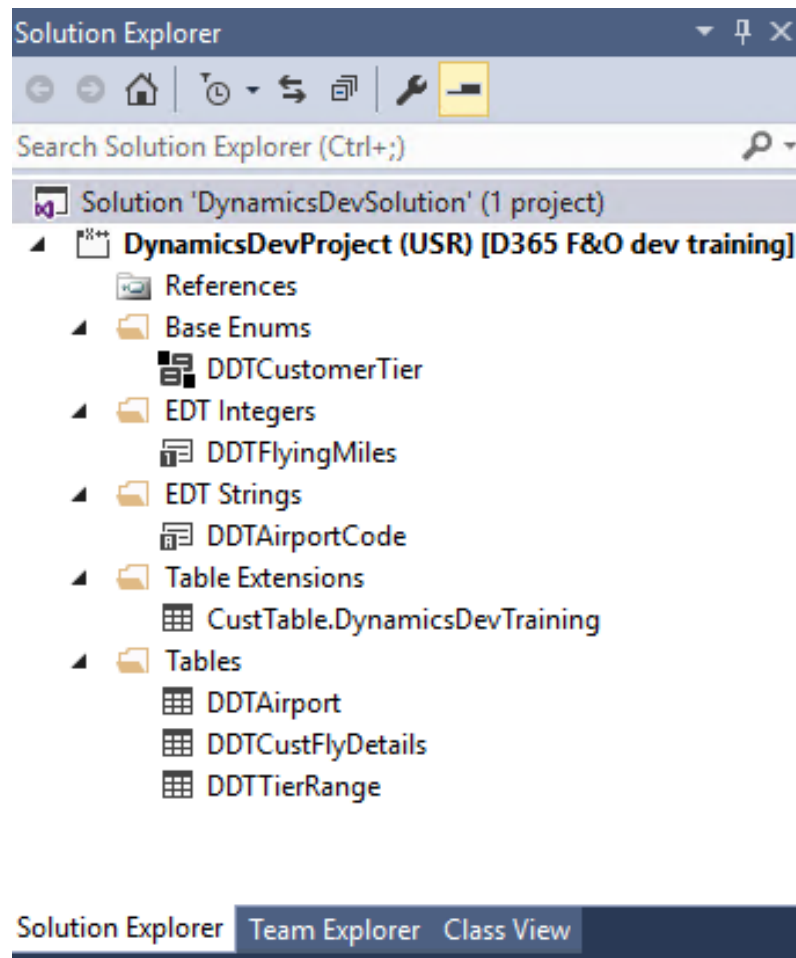 Solution Explorer
Search Solution Explorer (Ctrl+;)
Solution 'DynamicsDevSolution' (1 project)
DynamicsDevProject (USR) [D365 F&O dev training]
References
Base Enums
DDTCustomerTier
EDT Integers
DDTFlyingMiles
EDT Strings
DDTAirportCode
Table Extensions
CustTable.DynamicsDevTraining
Tables
DDTAirport
DDTCustFlyDetails
DDTTierRange
Solution Explorer Team Explorer Class View